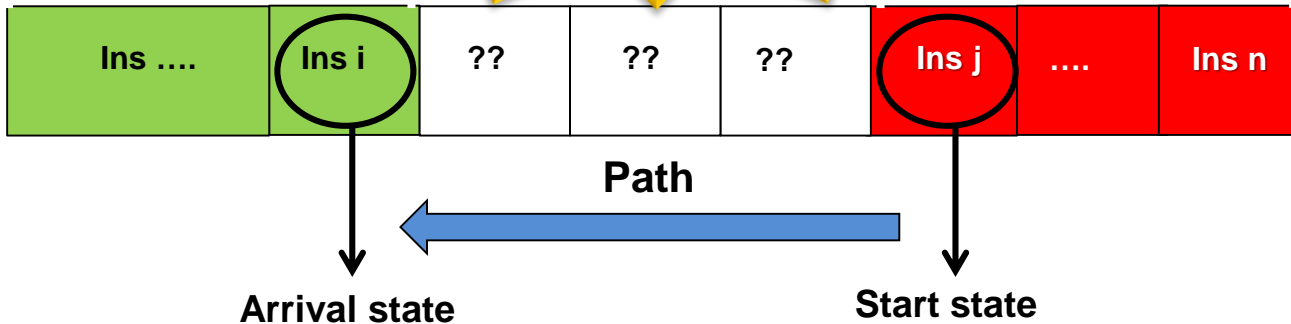 Ins .... Ins i ?? ?? ?? Ins j .... Ins n
Path
Arrival state Start state